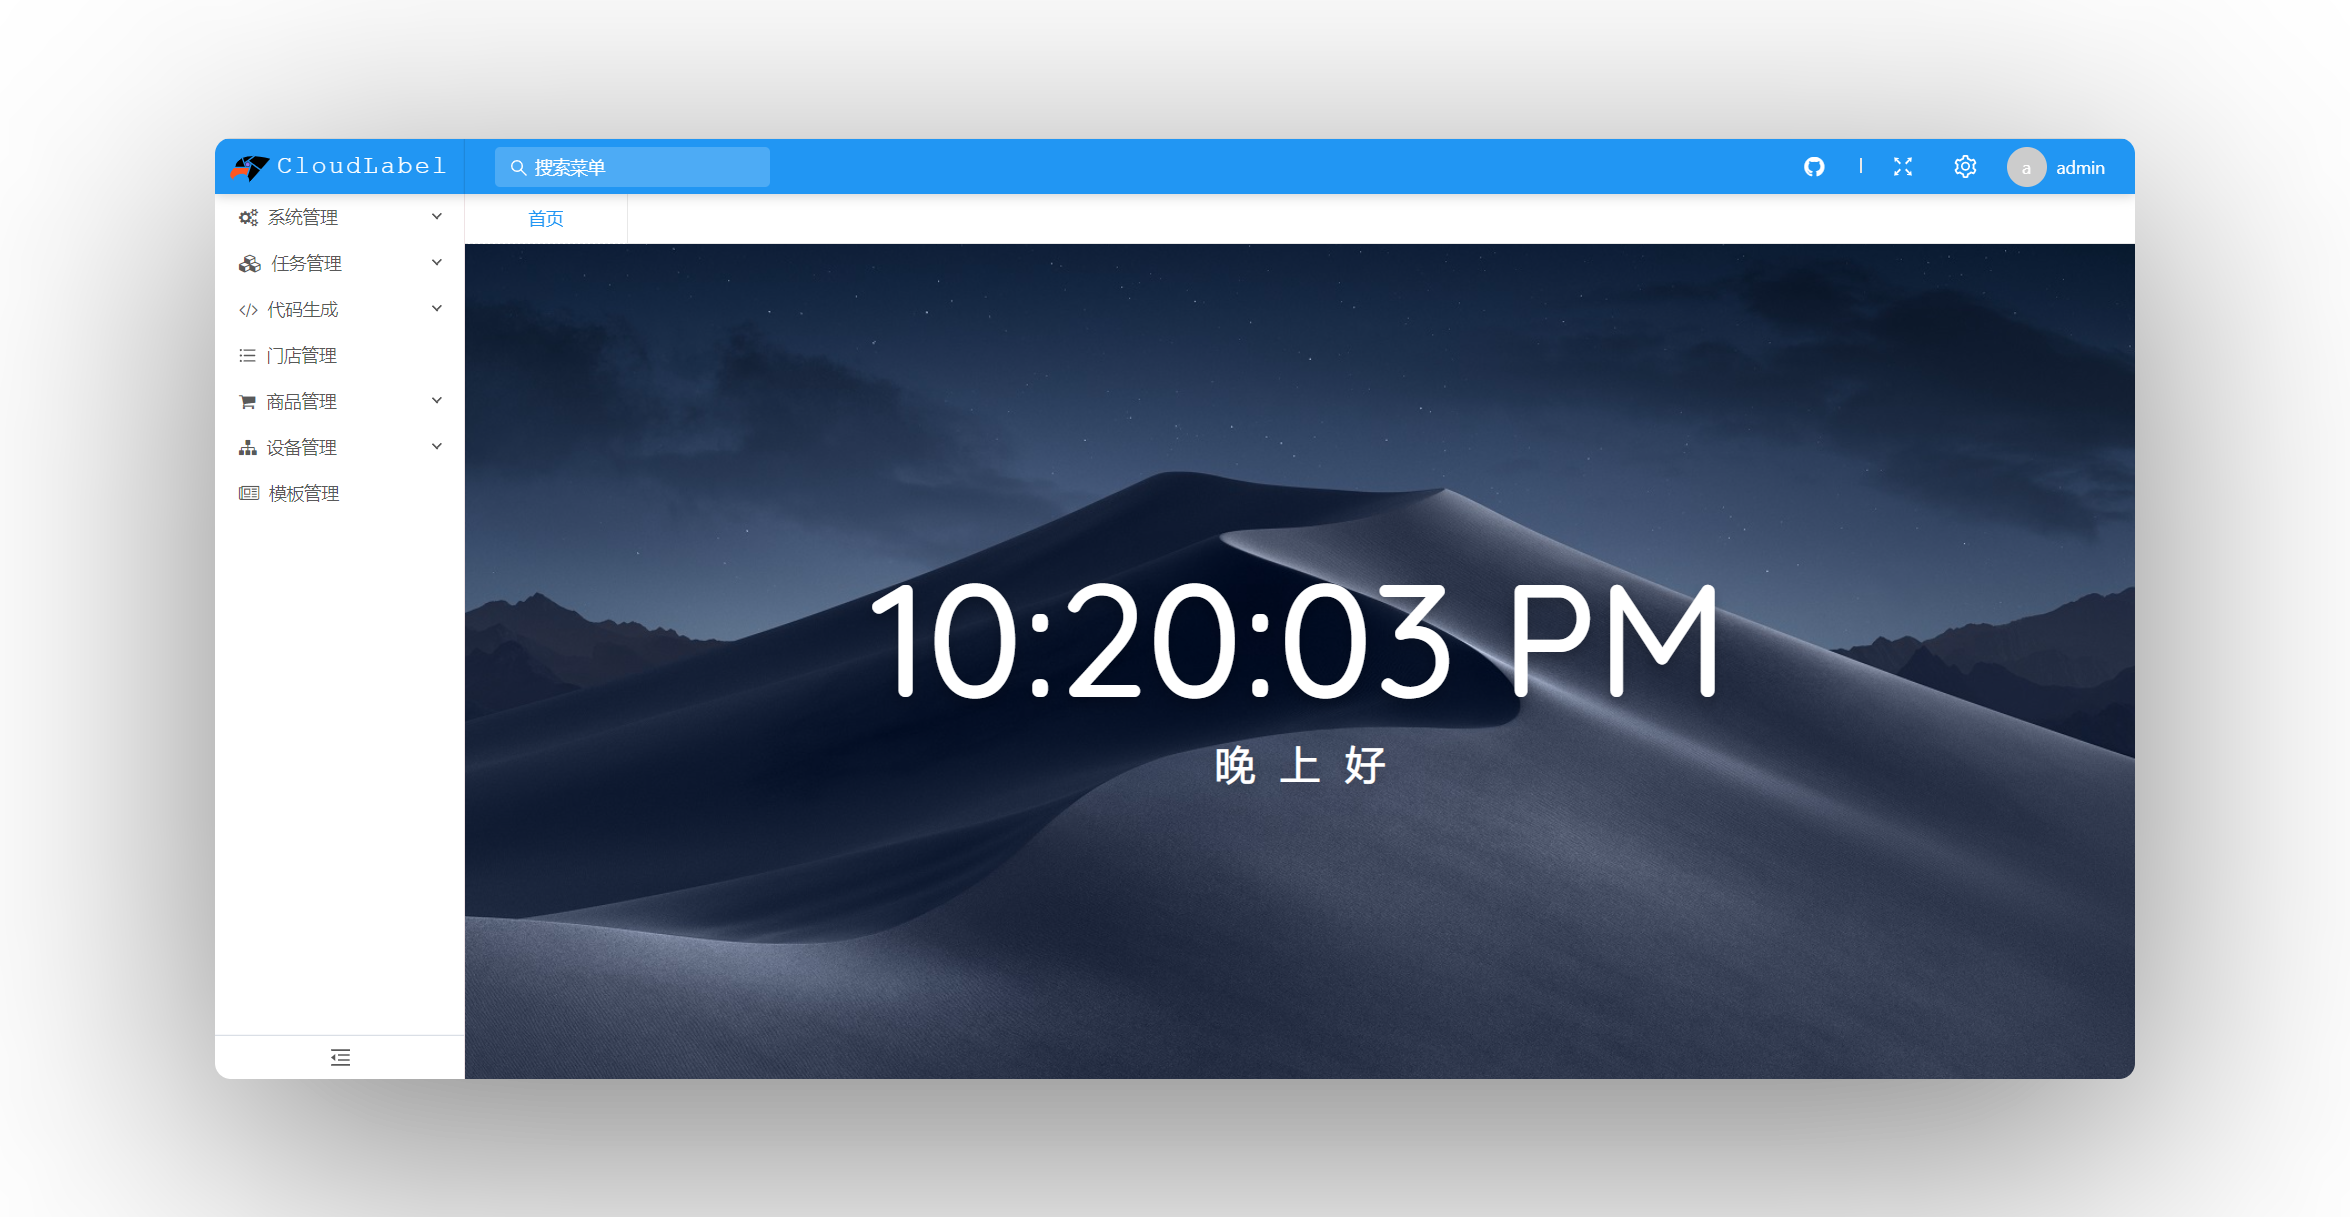 CloudLabel
搜索菜单
a
admin
系统管理
首页
任务管理
代码生成
门店管理
商品管理
设备管理
模板管理
10:20:03 PM
晚上好